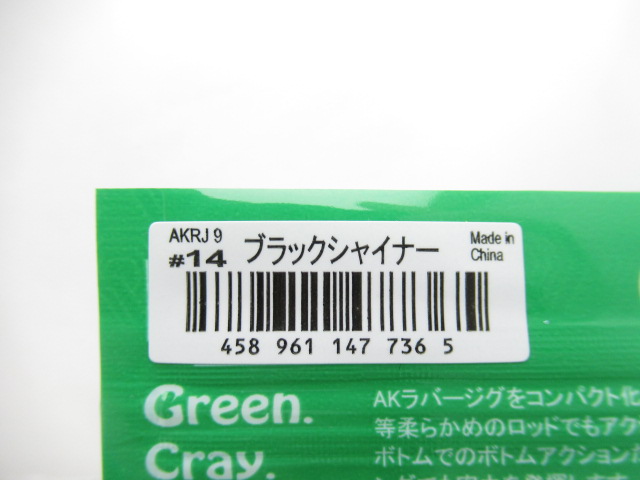 AKRJ 9
#14 ブラックシャイナー
Made in
China
458 961 147 736 5
Green.
Cray.
AKラバージグをコンパクト化
等柔らかめのロッドでもアク
ボトムでのボトムアクション